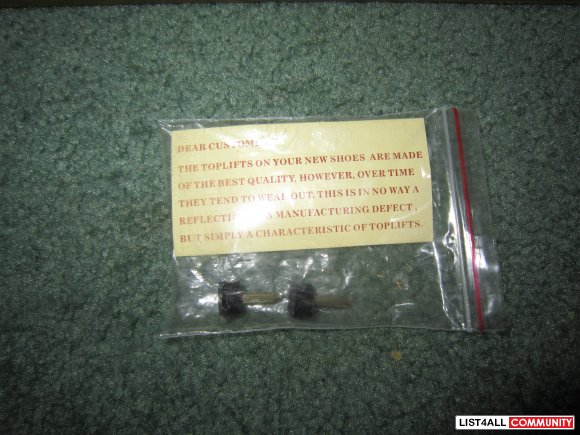 DEAR CUSTOM
THE TOPLIFTS ON YOUR NEW SHOES ARE MADE
OF THE BEST QUALITY, HOWEVER, OVER TIME
THEY TEND TO WEAR OUT. THIS IS IN NO WAY A
REFLECTION A MANUFACTURING DEFECT.
BUT SIMPLY A CHARACTERISTIC OF TOPLIFTS.
LIST4ALL COMMUNITY